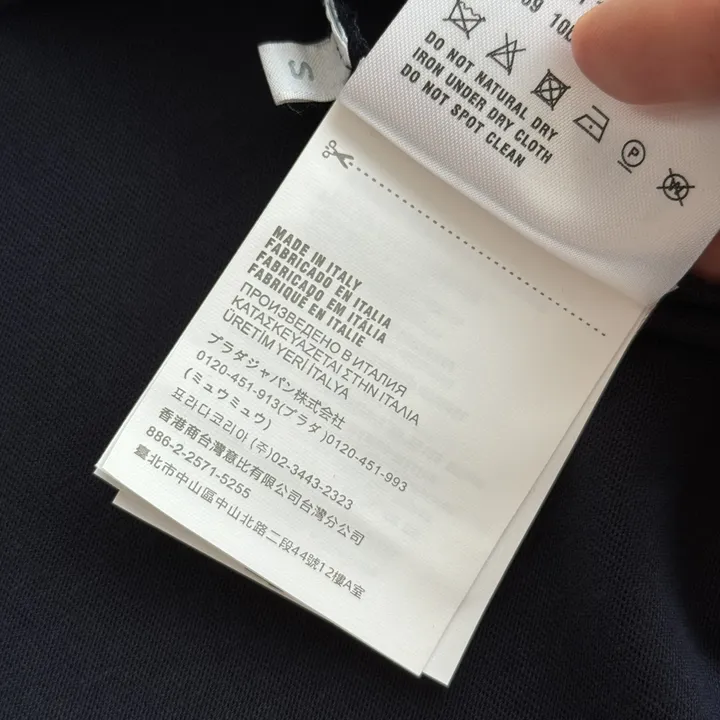 S
DO NOT NATURAL DRY
IRON UNDER DRY CLOTH
DO NOT SPOT CLEAN
P
MADE IN ITALY
FABRICADO EN ITALIA
FABRICADO EM ITÁLIA
FABRIQUÉ EN ITALIE
ПРОИЗВЕДЕНО В ИТАЛИЯ
ΚΑΤΑΣΚΕΥΑΖΕΤΑΙ ΣΤΗΝ ΙΤΑΛΙΑ
ÜRETİM YERİ İTALYA
プラダジャパン株式会社
0120-451-913(プラダ)0120-451-993
(ミュウミュウ)
프라다코리아(주)02-3443-2323
香港商台灣意比有限公司台灣分公司
886-2-2571-5255
臺北市中山區中山北路二段44號12樓A室